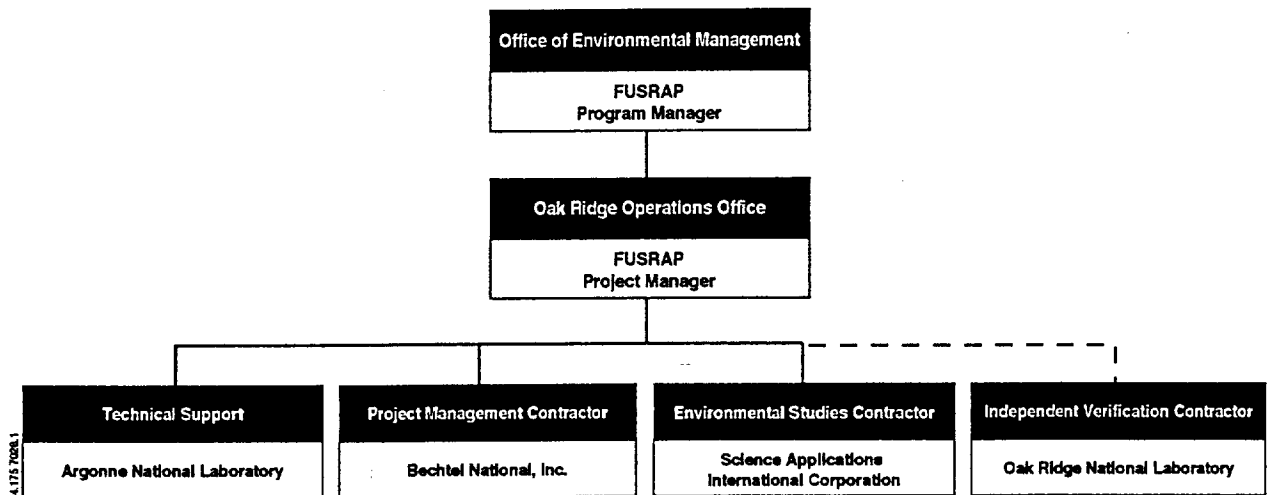 Office of Environmental Management
FUSRAP
Program Manager
Oak Ridge Operations Office
FUSRAP
Project Manager
Technical Support
Argonne National Laboratory
Project Management Contractor
Bechtel National, Inc.
Environmental Studies Contractor
Science Applications
International Corporation
Independent Verification Contractor
Oak Ridge National Laboratory